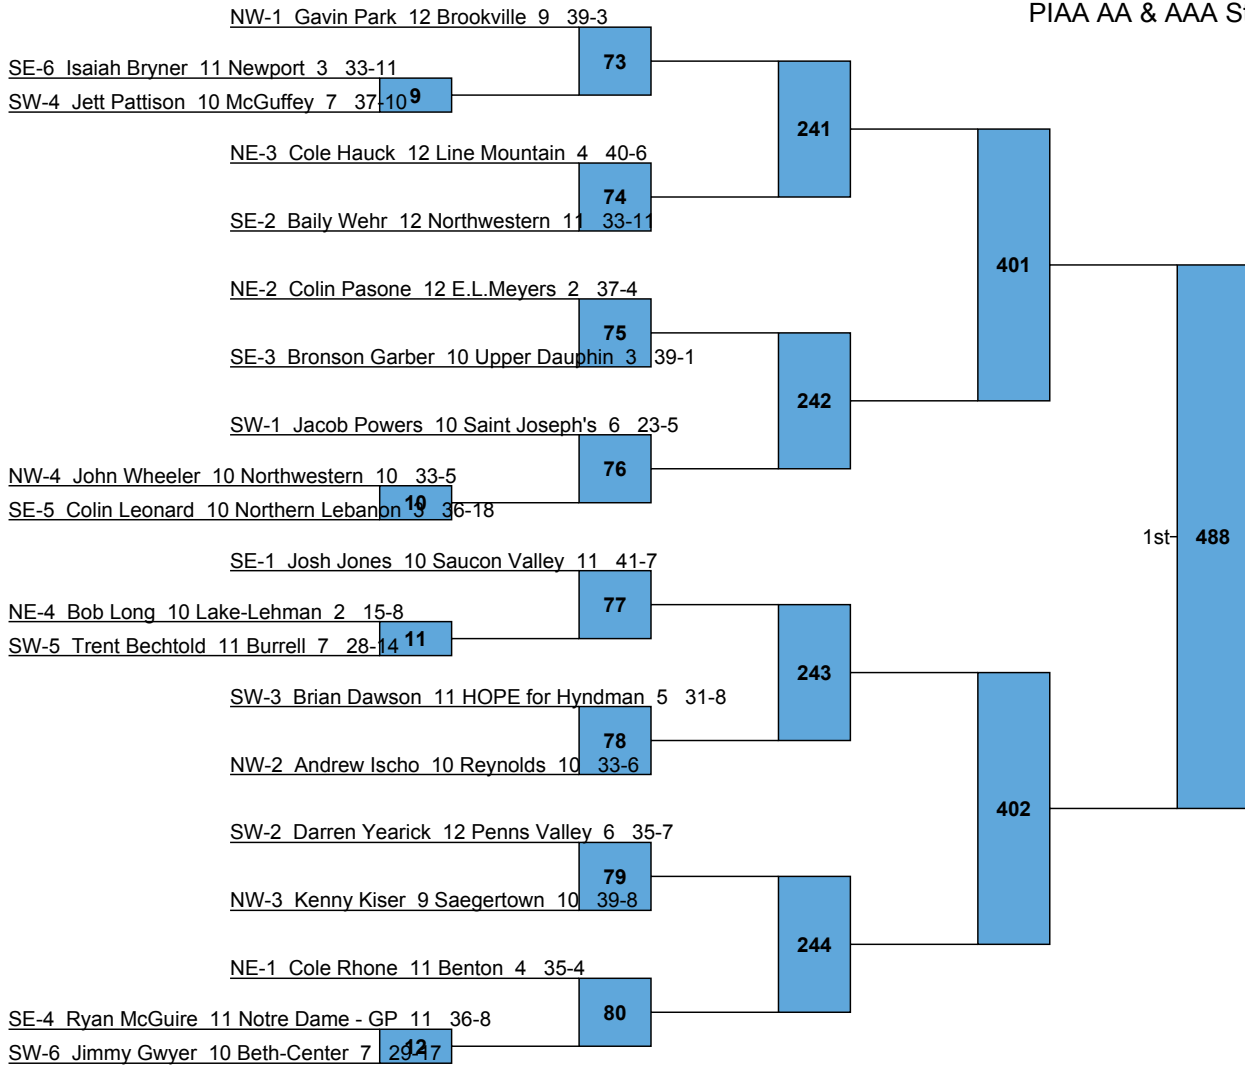 PIAA AA & AAA S
NW-1 Gavin Park 12 Brookville 9 39-3
73
SE-6 Isaiah Bryner 11 Newport 3 33-11
9
SW-4 Jett Pattison 10 McGuffey 7 37-10
241
NE-3 Cole Hauck 12 Line Mountain 4 40-6
74
SE-2 Baily Wehr 12 Northwestern 11 33-11
401
NE-2 Colin Pasone 12 E.L.Meyers 2 37-4
75
SE-3 Bronson Garber 10 Upper Dauphin 3 39-1
242
SW-1 Jacob Powers 10 Saint Joseph's 6 23-5
76
NW-4 John Wheeler 10 Northwestern 10 33-5
10
SE-5 Colin Leonard 10 Northern Lebanon 3 36-18
1st
488
SE-1 Josh Jones 10 Saucon Valley 11 41-7
77
NE-4 Bob Long 10 Lake-Lehman 2 15-8
11
SW-5 Trent Bechtold 11 Burrell 7 28-14
243
SW-3 Brian Dawson 11 HOPE for Hyndman 5 31-8
78
NW-2 Andrew Ischo 10 Reynolds 10 33-6
402
SW-2 Darren Yearick 12 Penns Valley 6 35-7
79
NW-3 Kenny Kiser 9 Saegertown 10 39-8
244
NE-1 Cole Rhone 11 Benton 4 35-4
80
SE-4 Ryan McGuire 11 Notre Dame - GP 11 36-8
12
SW-6 Jimmy Gwyer 10 Beth-Center 7 29-17